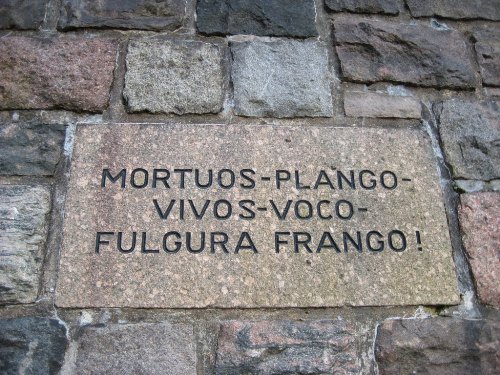 MORTUOS-PLANGO-
VIVOS-VOCO-
FULGURA FRANGO!